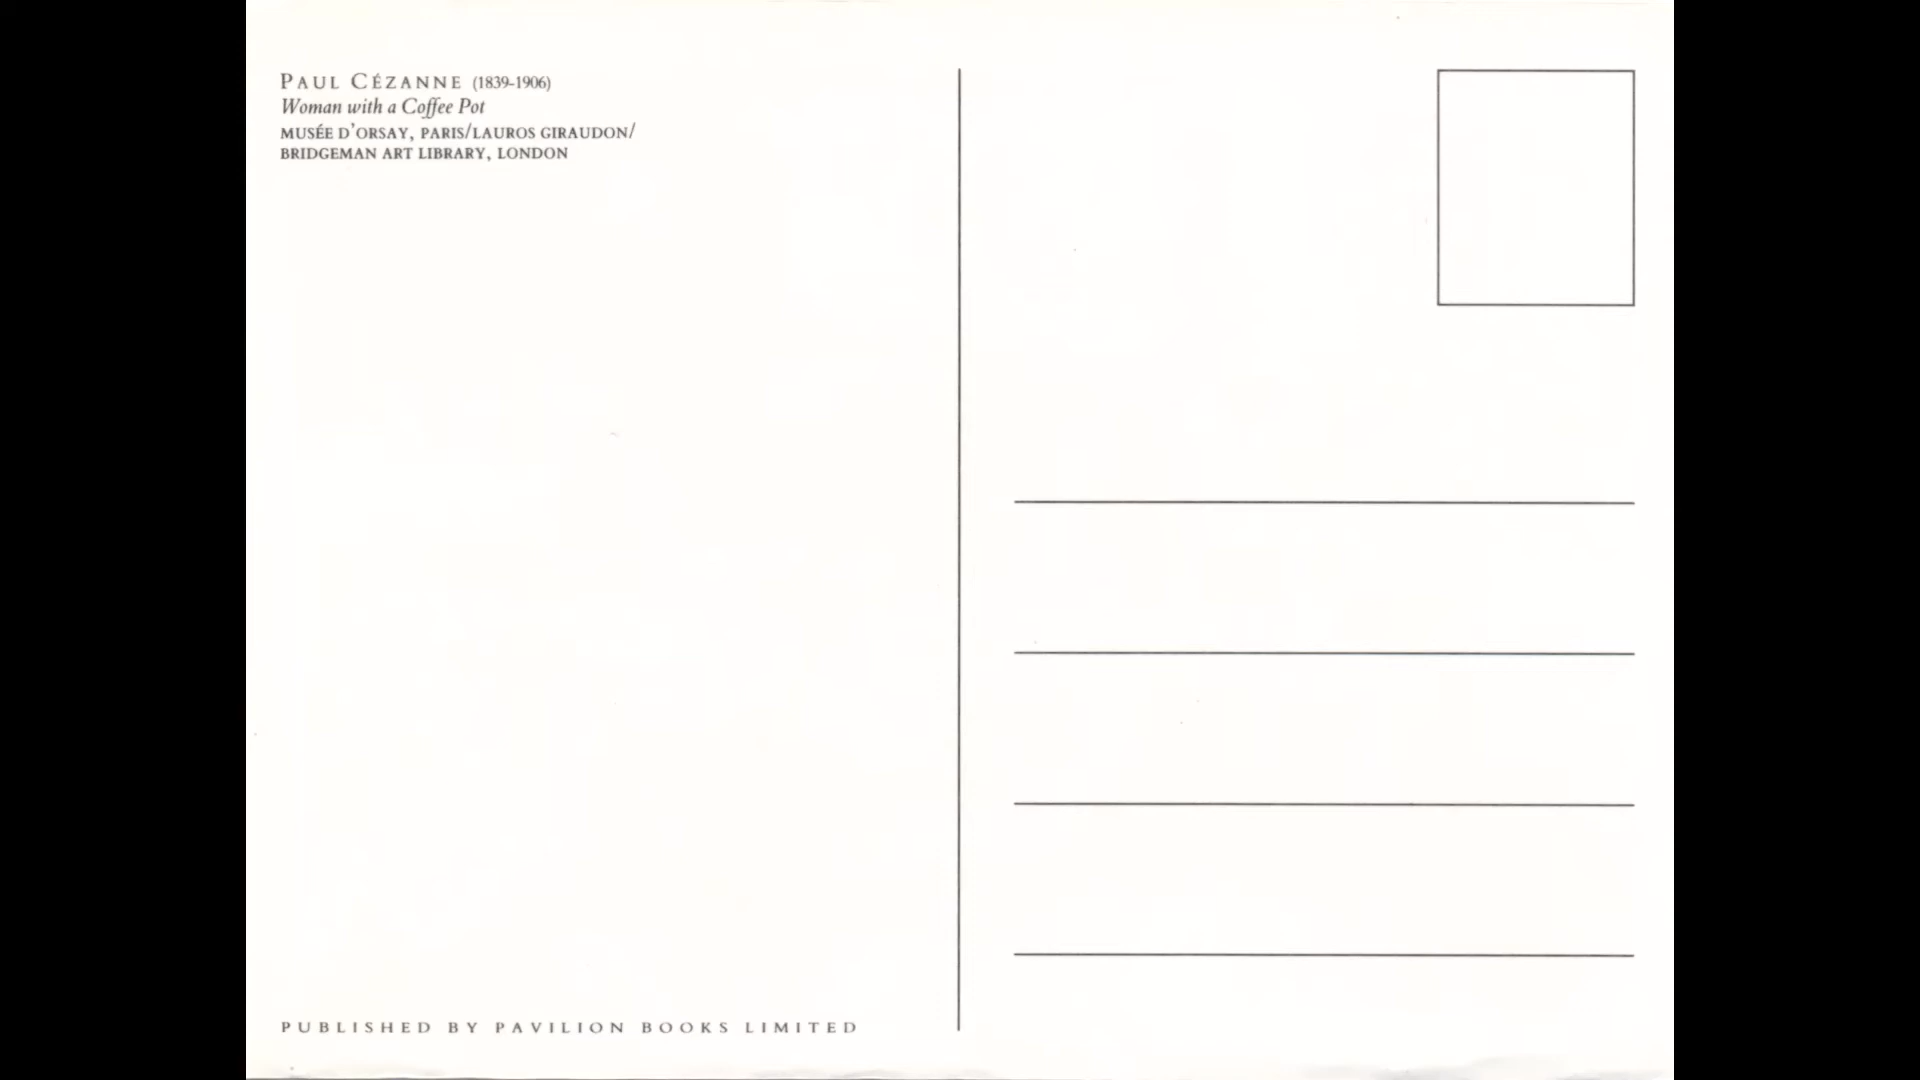 PAUL CÉZANNE (1839-1906)
Woman with a Coffee Pot
MUSÉE D'ORSAY, PARIS/LAUROS GIRAUDON/
BRIDGEMAN ART LIBRARY, LONDON
PUBLISHED BY PAVILION BOOKS LIMITED